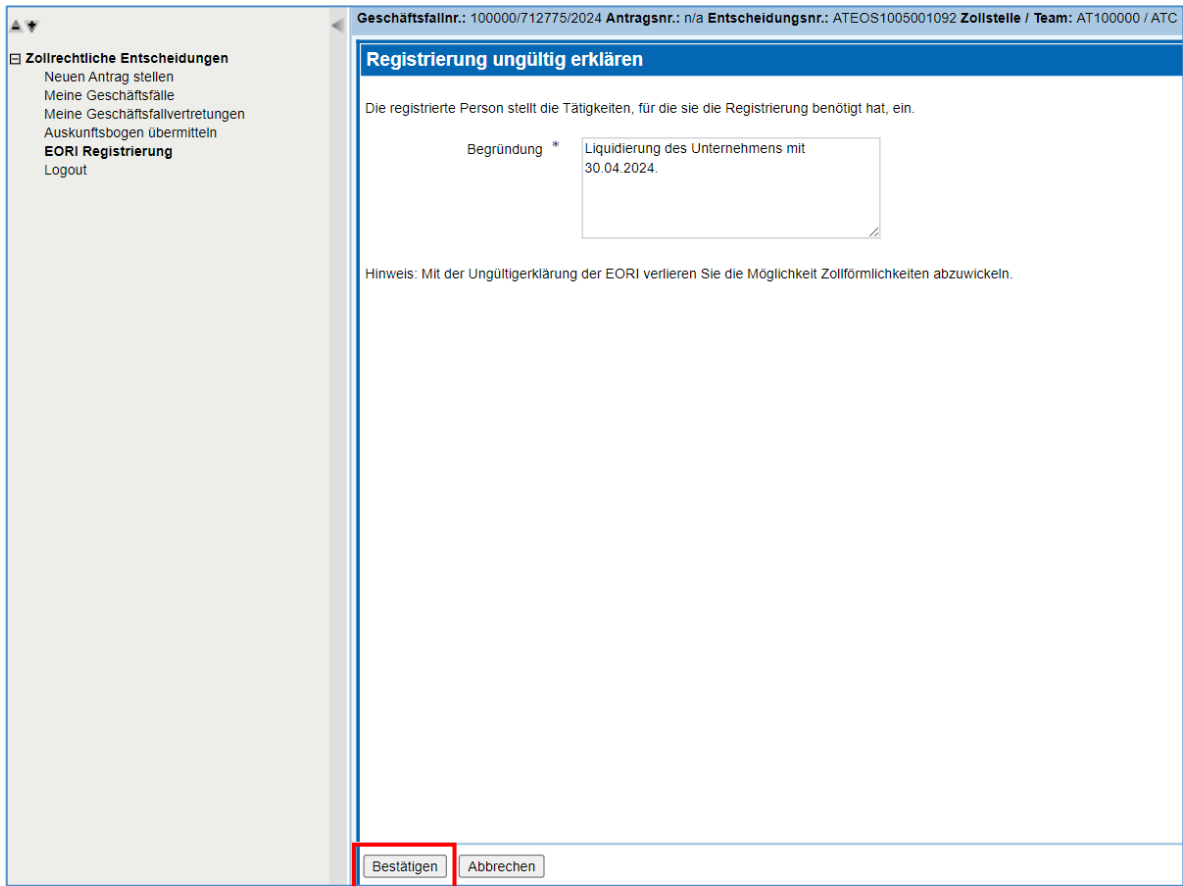 Zollrechtliche Entscheidungen
Neuen Antrag stellen
Meine Geschäftsfälle
Meine Geschäftsfallvertretungen
Auskunftsbogen übermitteln
EORI Registrierung
Logout
Geschäftsfallnr.: 100000/712775/2024 Antragsnr.: n/a Entscheidungsnr.: ATEOS1005001092 Zollstelle / Team: AT100000 / ATC
Registrierung ungültig erklären
Die registrierte Person stellt die Tätigkeiten, für die sie die Registrierung benötigt hat, ein.
Begründung *
Liquidierung des Unternehmens mit
30.04.2024.
Hinweis: Mit der Ungültigerklärung der EORI verlieren Sie die Möglichkeit Zollförmlichkeiten abzuwickeln.
Bestätigen Abbrechen